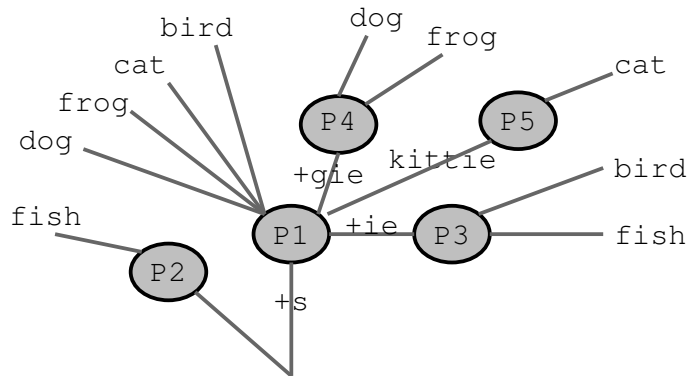 dog
bird
frog
cat
cat
frog
P4
P5
dog
kittie
+gie
bird
fish
P1
+ie
P3
fish
P2
+s